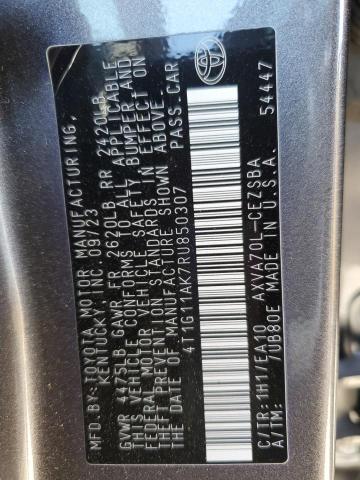 MFD.BY:TOYOTA MOTOR MANUFACTURING,
KENTUCKY, INC. 09/23
GVWR 4475LB GAWR FR 2620LB RR 2420LB
THIS VEHICLE CONFORMS TO ALL APPLICABLE
FEDERAL MOTOR VEHICLE SAFETY, BUMPER AND
THEFT PREVENTION STANDARDS IN EFFECT ON
THE DATE OF MANUFACTURE SHOWN ABOVE.
4T1G11AK7RU850307 PASS.CAR
C/TR:1H1/EA10 AXVA70L-CEZSBA
A/TM: /UB80E MADE IN U.S.A. 54447
TOYOTA